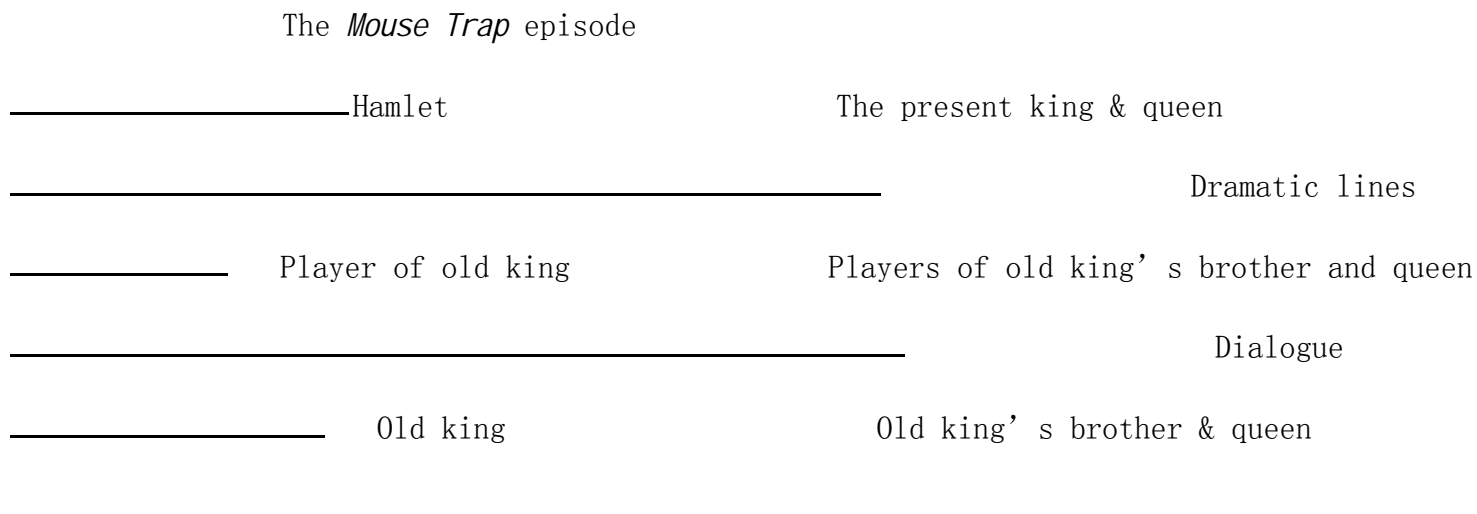 The Mouse Trap episode
Hamlet The present king & queen
Dramatic lines
Player of old king Players of old king’s brother and queen
Dialogue
Old king Old king’s brother & queen